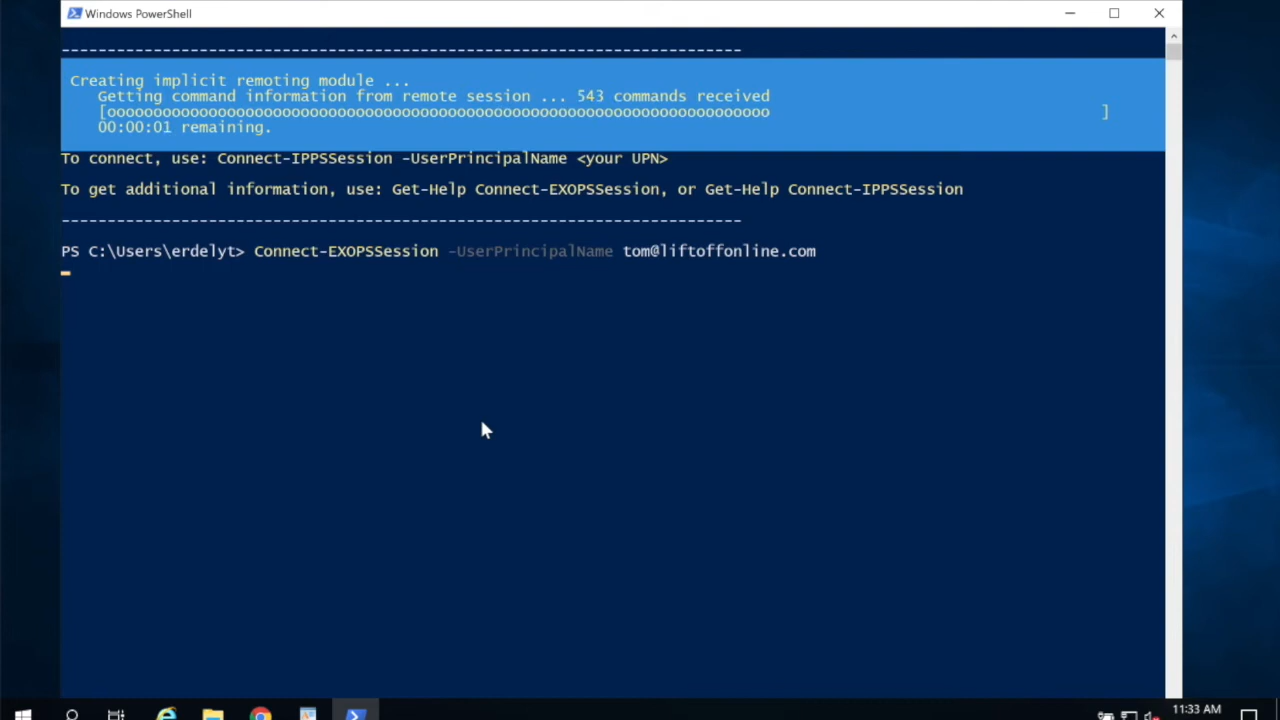 Windows PowerShell
--------------------------------------------------------------------------
Creating implicit remoting module ...
Getting command information from remote session ... 543 commands received
[oooooooooooooooooooooooooooooooooooooooooooooooooooooooooooooooooooooooo ]
00:00:01 remaining.
To connect, use: Connect-IPPSSession -UserPrincipalName <your UPN>
To get additional information, use: Get-Help Connect-EXOPSSession, or Get-Help Connect-IPPSSession
--------------------------------------------------------------------------
PS C:\Users\erdelyt> Connect-EXOPSSession -UserPrincipalName tom@liftoffonline.com
11:33 AM